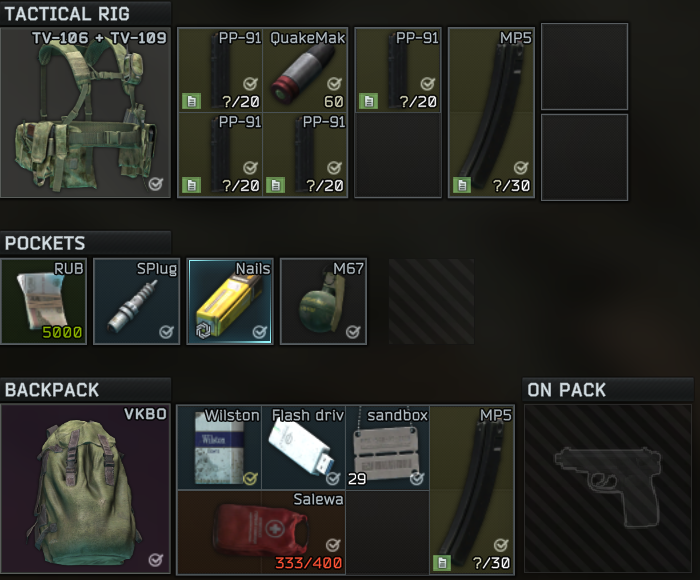 TACTICAL RIG
TV-106 + TV-109
PP-91
QuakeMak
PP-91
MP5
?/20
60
?/20
PP-91
PP-91
?/20
?/20
?/30
POCKETS
RUB
SPlug
Nails
M67
5000
BACKPACK
ON PACK
VKBO
Wilston
Flash driv
sandbox
MP5
Wilston
29
Salewa
333/400
?/30